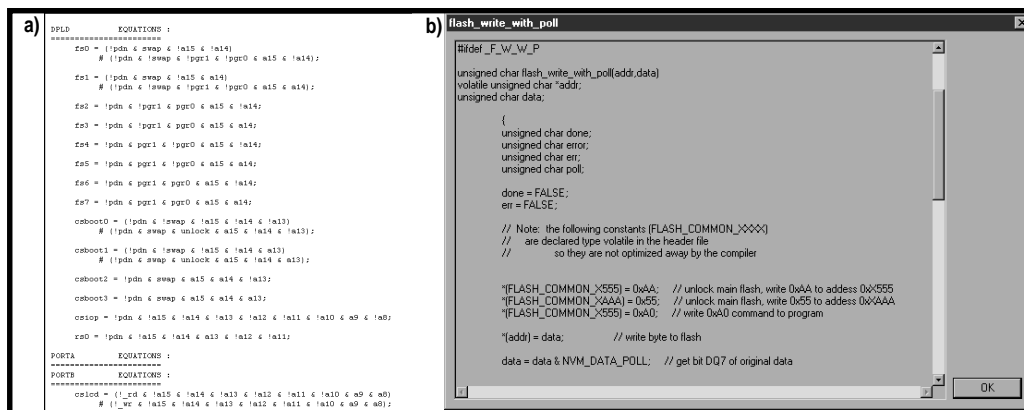 a)
DPLD EQUATIONS :
======================
fs0 = (!pdn & swap & !a15 & !a14)
# (!pdn & !swap & !pgr1 & !pgr0 & a15 & !a14);
fs1 = (!pdn & swap & !a15 & a14)
# (!pdn & !swap & !pgr1 & !pgr0 & a15 & a14);
fs2 = !pdn & !pgr1 & pgr0 & a15 & !a14;
fs3 = !pdn & !pgr1 & pgr0 & a15 & a14;
fs4 = !pdn & pgr1 & !pgr0 & a15 & !a14;
fs5 = !pdn & pgr1 & !pgr0 & a15 & a14;
fs6 = !pdn & pgr1 & pgr0 & a15 & !a14;
fs7 = !pdn & pgr1 & pgr0 & a15 & a14;
csboot0 = (!pdn & !swap & !a15 & !a14 & !a13)
# (!pdn & swap & unlock & a15 & !a14 & !a13);
csboot1 = (!pdn & !swap & !a15 & !a14 & a13)
# (!pdn & swap & unlock & a15 & !a14 & a13);
csboot2 = !pdn & swap & a15 & a14 & !a13;
csboot3 = !pdn & swap & a15 & a14 & a13;
csiop = !pdn & !a15 & !a14 & !a13 & !a12 & !a11 & !a10 & a9 & !a8;
rs0 = !pdn & !a15 & !a14 & a13 & !a12 & !a11;
PORTA EQUATIONS :
======================
PORTB EQUATIONS :
======================
cslcd = (!_rd & !a15 & !a14 & !a13 & !a12 & !a11 & !a10 & a9 & a8)
# (!_wr & !a15 & !a14 & !a13 & !a12 & !a11 & !a10 & a9 & a8);
b)
flash_write_with_poll
#ifdef _F_W_W_P
unsigned char flash_write_with_poll(addr,data)
volatile unsigned char *addr;
unsigned char data;
{
unsigned char done;
unsigned char error;
unsigned char err;
unsigned char poll;
done = FALSE;
err = FALSE;
// Note: the following constants (FLASH_COMMON_XXXX)
// are declared type volatile in the header file
// so they are not optimized away by the compiler
*(FLASH_COMMON_X555) = 0xAA; // unlock main flash, write 0xAA to addess 0xX555
*(FLASH_COMMON_XAAA) = 0x55; // unlock main flash, write 0x55 to address 0xXAAA
*(FLASH_COMMON_X555) = 0xA0; // write 0xA0 command to program
*(addr) = data; // write byte to flash
data = data & NVM_DATA_POLL; // get bit DQ7 of original data
OK